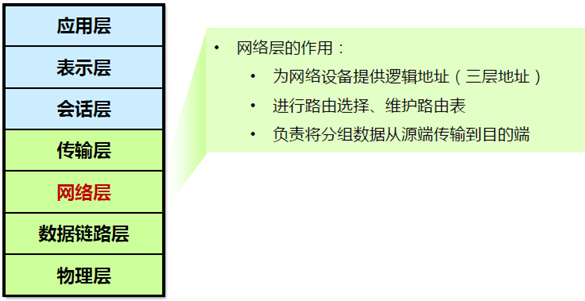 应用层
表示层
会话层
传输层
网络层
数据链路层
物理层
• 网络层的作用：
• 为网络设备提供逻辑地址（三层地址）
• 进行路由选择、维护路由表
• 负责将分组数据从源端传输到目的端